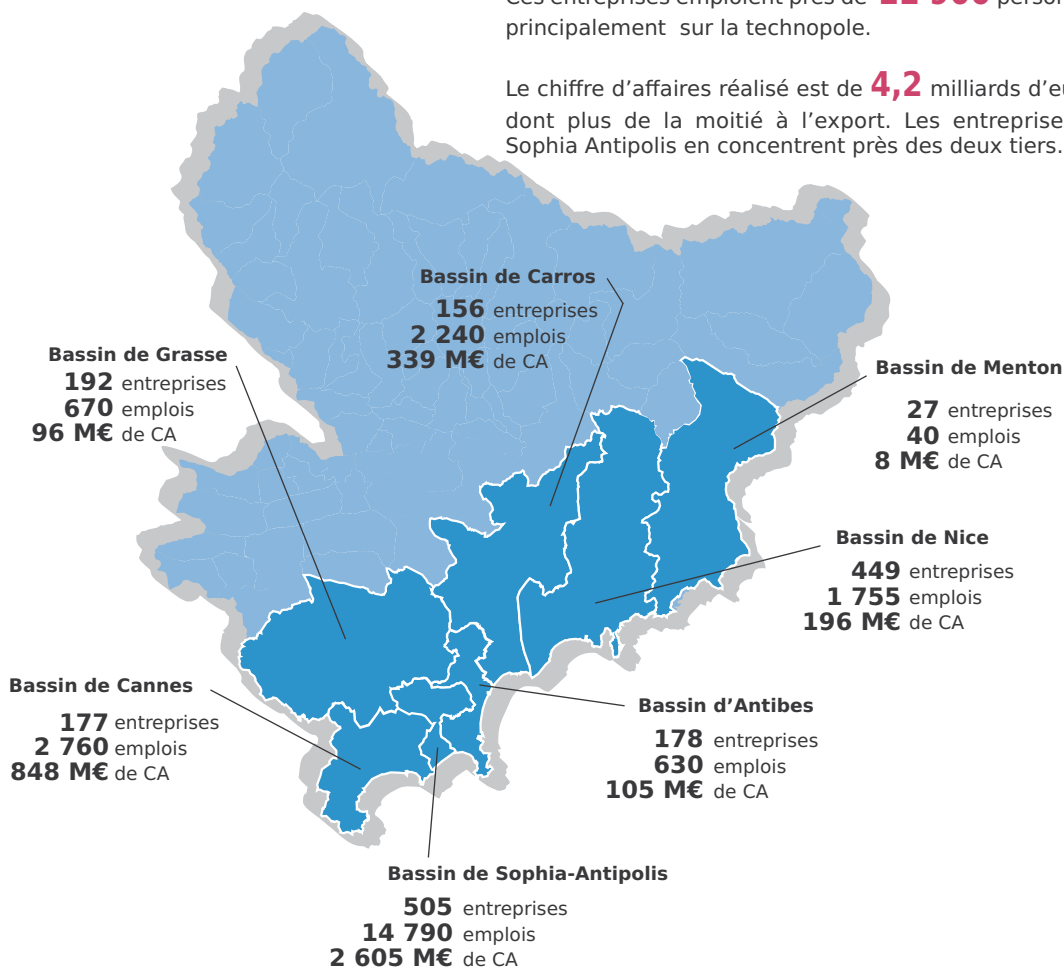 principalement sur la technopole.
Le chiffre d’affaires réalisé est de 4,2 milliards
dont plus de la moitié à l’export. Les
Sophia Antipolis en concentrent près des deux tiers.
Bassin de Carros
156 entreprises
2 240 emplois
339 M€ de CA
Bassin de Grasse
192 entreprises
670 emplois
96 M€ de CA
Bassin de Menton
27 entreprises
40 emplois
8 M€ de CA
Bassin de Nice
449 entreprises
1 755 emplois
196 M€ de CA
Bassin de Cannes
177 entreprises
2 760 emplois
848 M€ de CA
Bassin d’Antibes
178 entreprises
630 emplois
105 M€ de CA
Bassin de Sophia-Antipolis
505 entreprises
14 790 emplois
2 605 M€ de CA